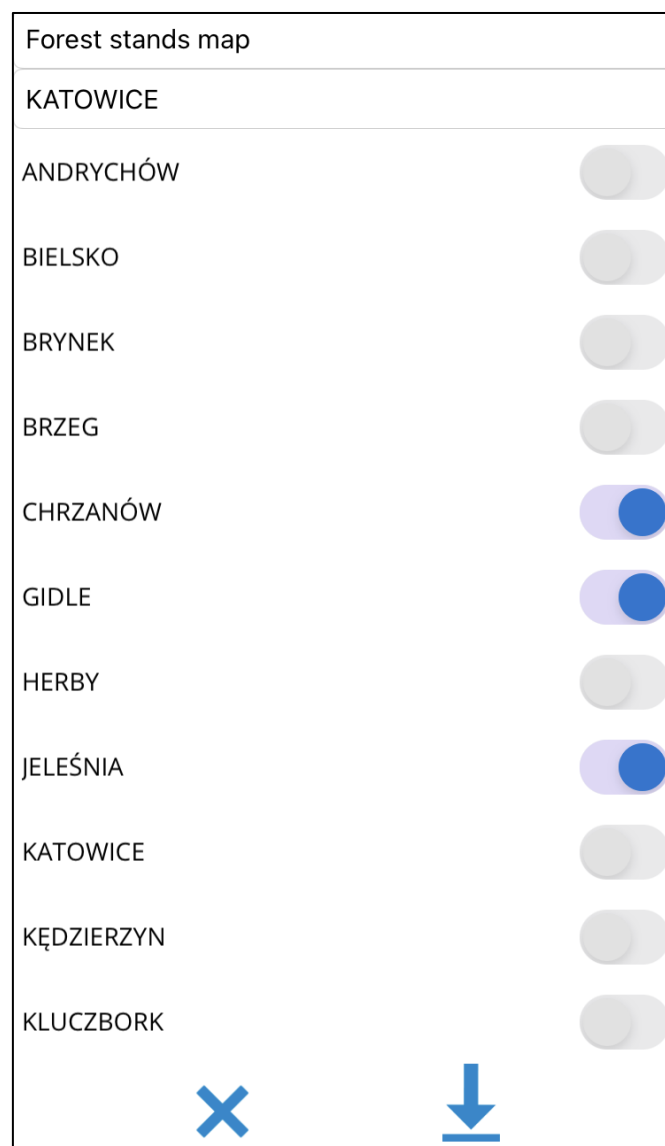 Forest stands map
KATOWICE
ANDRYCHÓW
BIELSKO
BRYNEK
BRZEG
CHRZANÓW
GIDLE
HERBY
JELEŚNIA
KATOWICE
KĘDZIERZYN
KLUCZBORK